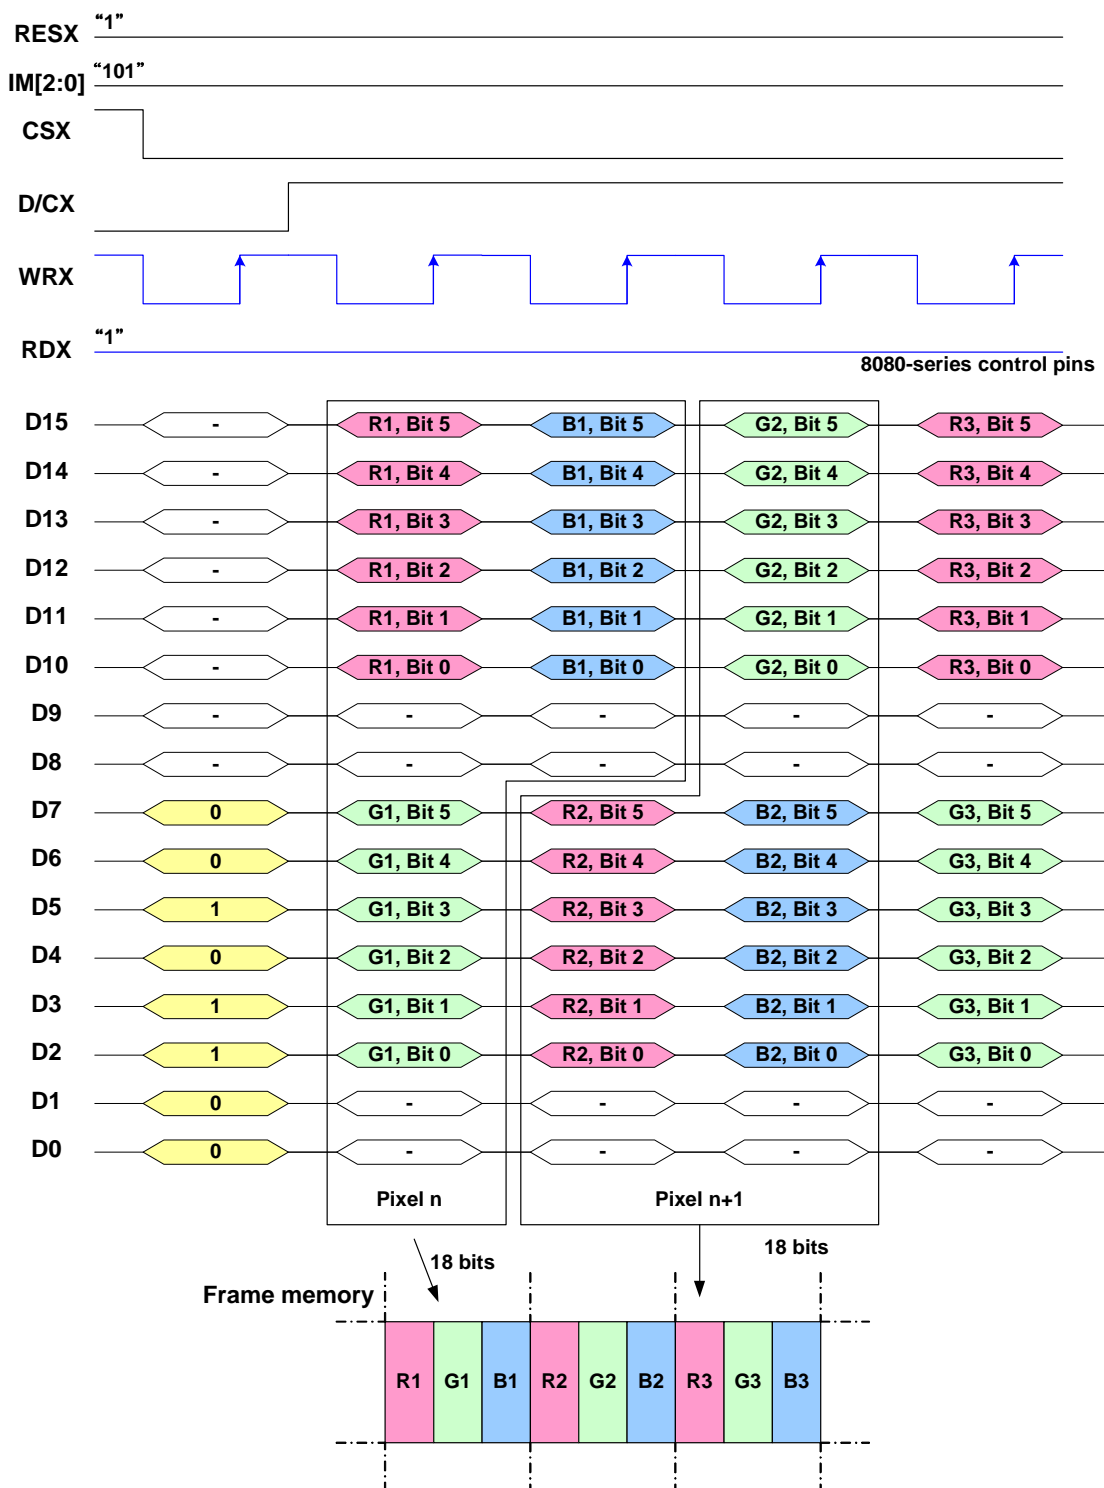 RESX “1”
IM[2:0] “101”
CSX
D/CX
WRX
RDX “1”
8080-series control pins
D15 - R1, Bit 5 B1, Bit 5 G2, Bit 5 R3, Bit 5
D14 - R1, Bit 4 B1, Bit 4 G2, Bit 4 R3, Bit 4
D13 - R1, Bit 3 B1, Bit 3 G2, Bit 3 R3, Bit 3
D12 - R1, Bit 2 B1, Bit 2 G2, Bit 2 R3, Bit 2
D11 - R1, Bit 1 B1, Bit 1 G2, Bit 1 R3, Bit 1
D10 - R1, Bit 0 B1, Bit 0 G2, Bit 0 R3, Bit 0
D9 - - - - -
D8 - - - - -
D7 0 G1, Bit 5 R2, Bit 5 B2, Bit 5 G3, Bit 5
D6 0 G1, Bit 4 R2, Bit 4 B2, Bit 4 G3, Bit 4
D5 1 G1, Bit 3 R2, Bit 3 B2, Bit 3 G3, Bit 3
D4 0 G1, Bit 2 R2, Bit 2 B2, Bit 2 G3, Bit 2
D3 1 G1, Bit 1 R2, Bit 1 B2, Bit 1 G3, Bit 1
D2 1 G1, Bit 0 R2, Bit 0 B2, Bit 0 G3, Bit 0
D1 0 - - - -
D0 0 - - - -
Pixel n Pixel n+1
18 bits 18 bits
Frame memory
R1 G1 B1 R2 G2 B2 R3 G3 B3